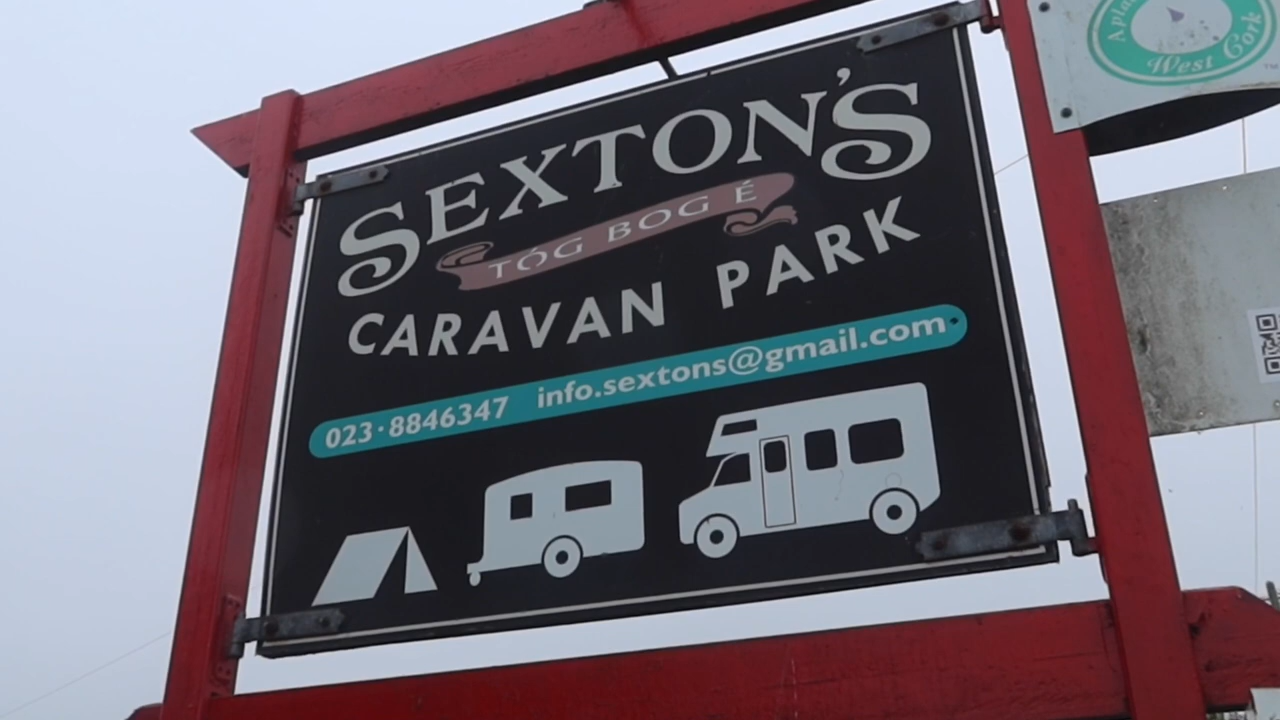 SEXTON'S
TÓG BOG É
CARAVAN PARK
023·8846347 info.sextons@gmail.com
West Cork